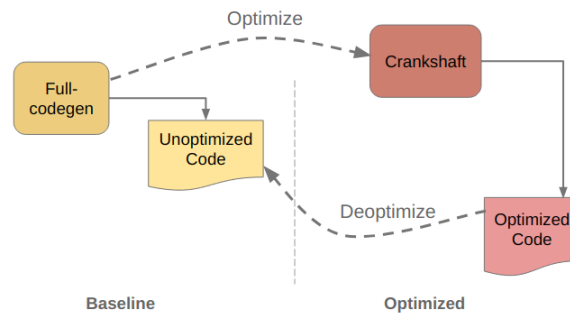 Optimize
Full-
codegen
Crankshaft
Unoptimized
Code
Deoptimize
Optimized
Code
Baseline
Optimized